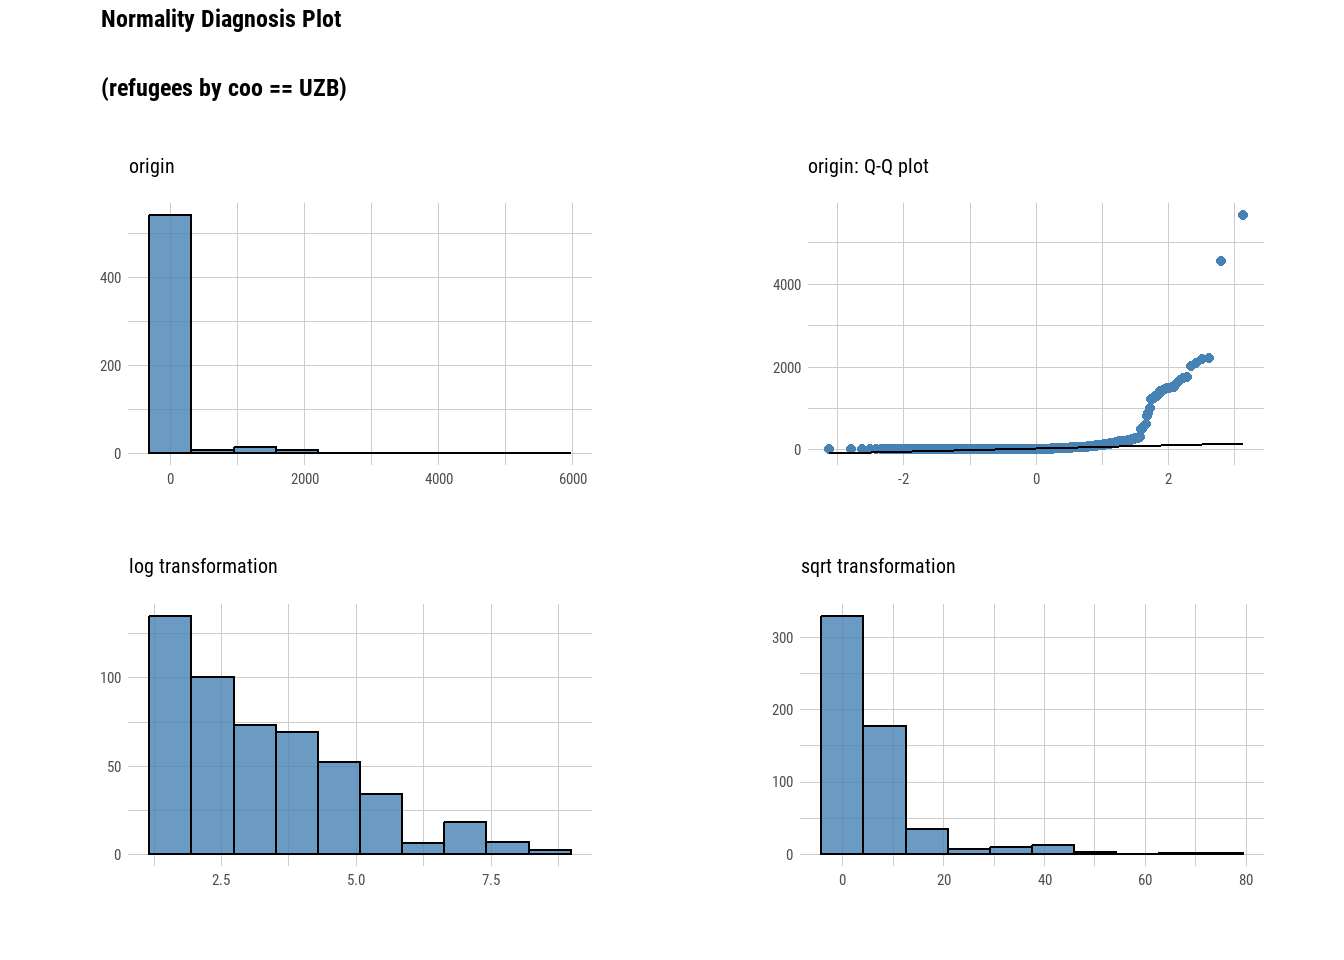 Normality Diagnosis Plot
(refugees by coo == UZB)
origin
400
200
0
0 2000 4000 6000
origin: Q-Q plot
4000
2000
0
-2 0 2
log transformation
100
50
0
2.5 5.0 7.5
sqrt transformation
300
200
100
0
0 20 40 60 80